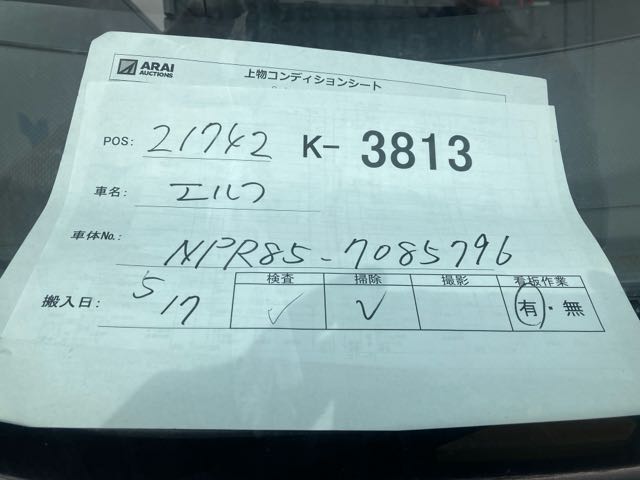 ARAI
AUCTIONS
上物コンディションシート
POS: 21742 K- 3813
車名: エルフ
車体No.: NPR85-7085796
搬入日: 5/17
検査 掃除 撮影 看板作業
✓ ✓ 有・無